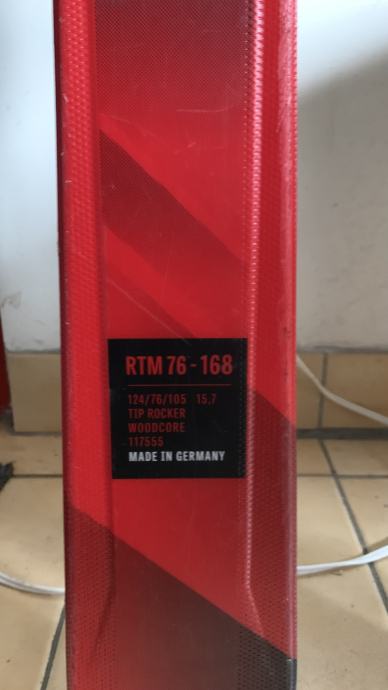 RTM 76 - 168
124/76/105 15,7
TIP ROCKER
WOODCORE
117555
MADE IN GERMANY